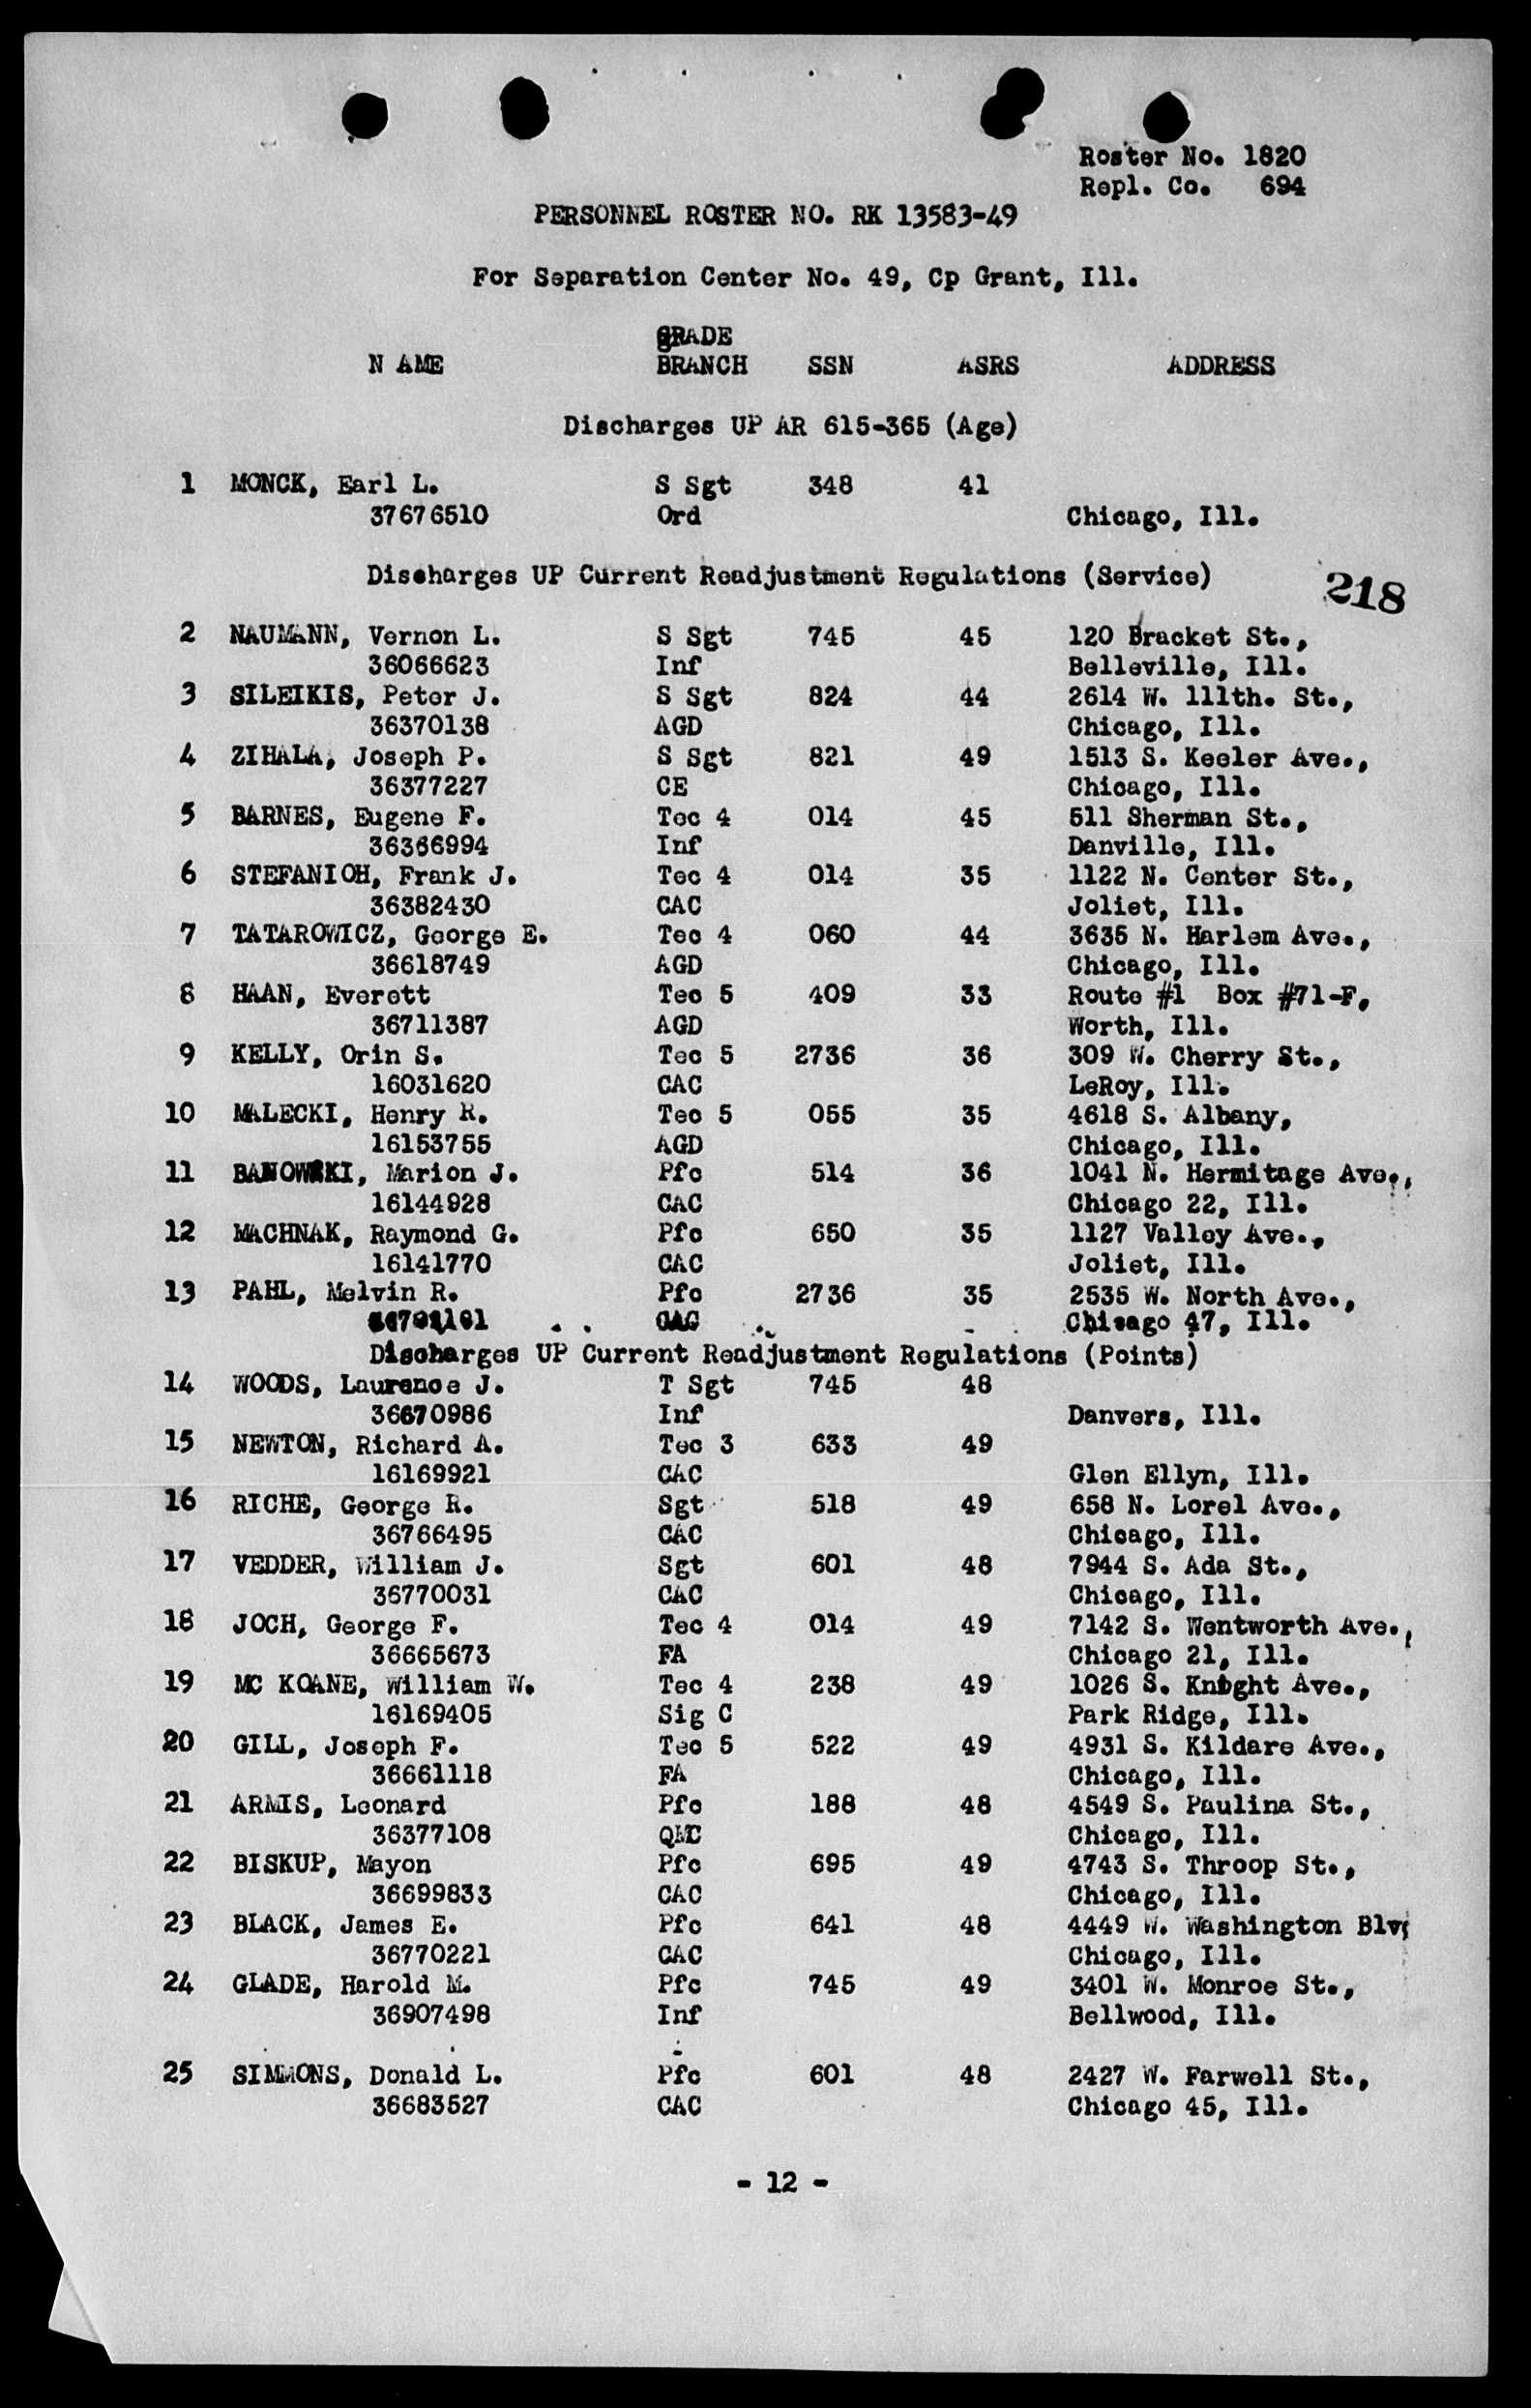 Roster No. 1820
Repl. Co. 694
PERSONNEL ROSTER NO. RK 13583-49
For Separation Center No. 49, Cp Grant, Ill.
GRADE
N AME BRANCH SSN ASRS ADDRESS
Discharges UP AR 615-365 (Age)
1 MONCK, Earl L. S Sgt 348 41
37676510 Ord Chicago, Ill.
Discharges UP Current Readjustment Regulations (Service)
218
2 NAUMANN, Vernon L. S Sgt 745 45 120 Bracket St.,
36066623 Inf Belleville, Ill.
3 SILEIKIS, Peter J. S Sgt 824 44 2614 W. 111th. St.,
36370138 AGD Chicago, Ill.
4 ZIHALA, Joseph P. S Sgt 821 49 1513 S. Keeler Ave.,
36377227 CE Chicago, Ill.
5 BARNES, Eugene F. Tec 4 014 45 511 Sherman St.,
36366994 Inf Danville, Ill.
6 STEFANICH, Frank J. Tec 4 014 35 1122 N. Center St.,
36382430 CAC Joliet, Ill.
7 TATAROWICZ, George E. Tec 4 060 44 3635 N. Harlem Ave.,
36618749 AGD Chicago, Ill.
8 HAAN, Everett Tec 5 409 33 Route #1 Box #71-F,
36711387 AGD Worth, Ill.
9 KELLY, Orin S. Tec 5 2736 36 309 W. Cherry St.,
16031620 CAC LeRoy, Ill.
10 MALECKI, Henry R. Tec 5 055 35 4618 S. Albany,
16153755 AGD Chicago, Ill.
11 BANOWSKI, Marion J. Pfc 514 36 1041 N. Hermitage Ave.,
16144928 CAC Chicago 22, Ill.
12 MACHNAK, Raymond G. Pfc 650 35 1127 Valley Ave.,
16141770 CAC Joliet, Ill.
13 PAHL, Melvin R. Pfc 2736 35 2535 W. North Ave.,
CAC Chicago 47, Ill.
Discharges UP Current Readjustment Regulations (Points)
14 WOODS, Laurence J. T Sgt 745 48
36670986 Inf Danvers, Ill.
15 NEWTON, Richard A. Tec 3 633 49
16169921 CAC Glen Ellyn, Ill.
16 RICHE, George R. Sgt 518 49 658 N. Lorel Ave.,
36766495 CAC Chicago, Ill.
17 VEDDER, William J. Sgt 601 48 7944 S. Ada St.,
36770031 CAC Chicago, Ill.
18 JOCH, George F. Tec 4 014 49 7142 S. Wentworth Ave.,
36665673 FA Chicago 21, Ill.
19 MC KOANE, William W. Tec 4 238 49 1026 S. Knight Ave.,
16169405 Sig C Park Ridge, Ill.
20 GILL, Joseph F. Tec 5 522 49 4931 S. Kildare Ave.,
36661118 FA Chicago, Ill.
21 ARMIS, Leonard Pfc 188 48 4549 S. Paulina St.,
36377108 QMC Chicago, Ill.
22 BISKUP, Mayon Pfc 695 49 4743 S. Throop St.,
36699833 CAC Chicago, Ill.
23 BLACK, James E. Pfc 641 48 4449 W. Washington Blv
36770221 CAC Chicago, Ill.
24 GLADE, Harold M. Pfc 745 49 3401 W. Monroe St.,
36907498 Inf Bellwood, Ill.
25 SIMMONS, Donald L. Pfc 601 48 2427 W. Farwell St.,
36683527 CAC Chicago 45, Ill.
- 12 -